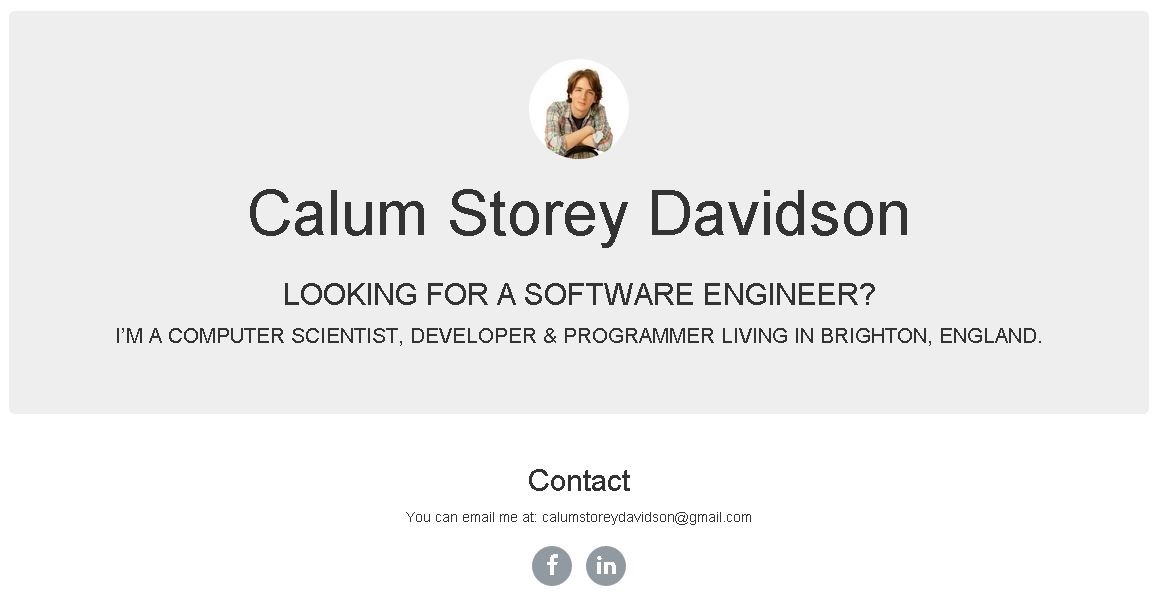 Calum Storey Davidson
LOOKING FOR A SOFTWARE ENGINEER?
I'M A COMPUTER SCIENTIST, DEVELOPER & PROGRAMMER LIVING IN BRIGHTON, ENGLAND.
Contact
You can email me at: calumstoreydavidson@gmail.com
f in